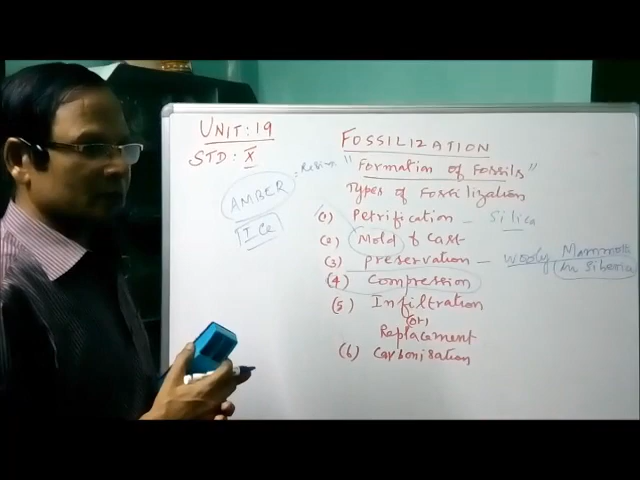 UNIT: 19
STD: X
AMBER = Resin
Ice
FOSSILIZATION
"Formation of Fossils"
Types of Fossilization
(1) Petrification - Silica
(2) Mold & Cast
(3) preservation - wooly Mammoth
in Siberia
(4) Compression
(5) Infiltration
(or)
Replacement
(6) Carbonisation